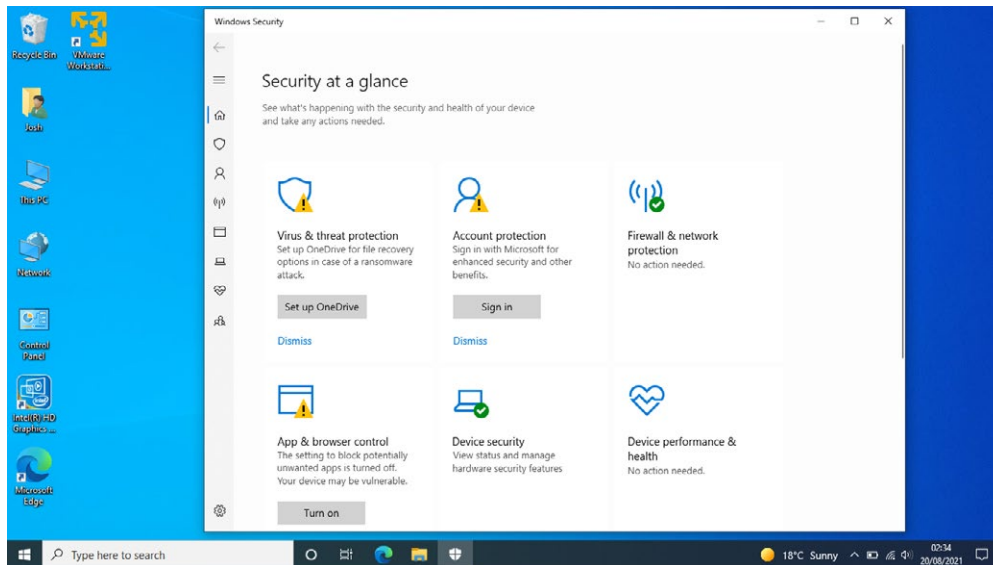 Recycle Bin
VMware
Workstati...
Josh
This PC
Network
Control
Panel
Intel(R) HD
Graphics ...
Microsoft
Edge
Windows Security
Security at a glance
See what's happening with the security and health of your device
and take any actions needed.
Virus & threat protection
Set up OneDrive for file recovery
options in case of a ransomware
attack.
Set up OneDrive
Dismiss
Account protection
Sign in with Microsoft for
enhanced security and other
benefits.
Sign in
Dismiss
Firewall & network
protection
No action needed.
App & browser control
The setting to block potentially
unwanted apps is turned off.
Your device may be vulnerable.
Turn on
Device security
View status and manage
hardware security features
Device performance &
health
No action needed.
Type here to search
18°C Sunny
02:34
20/08/2021